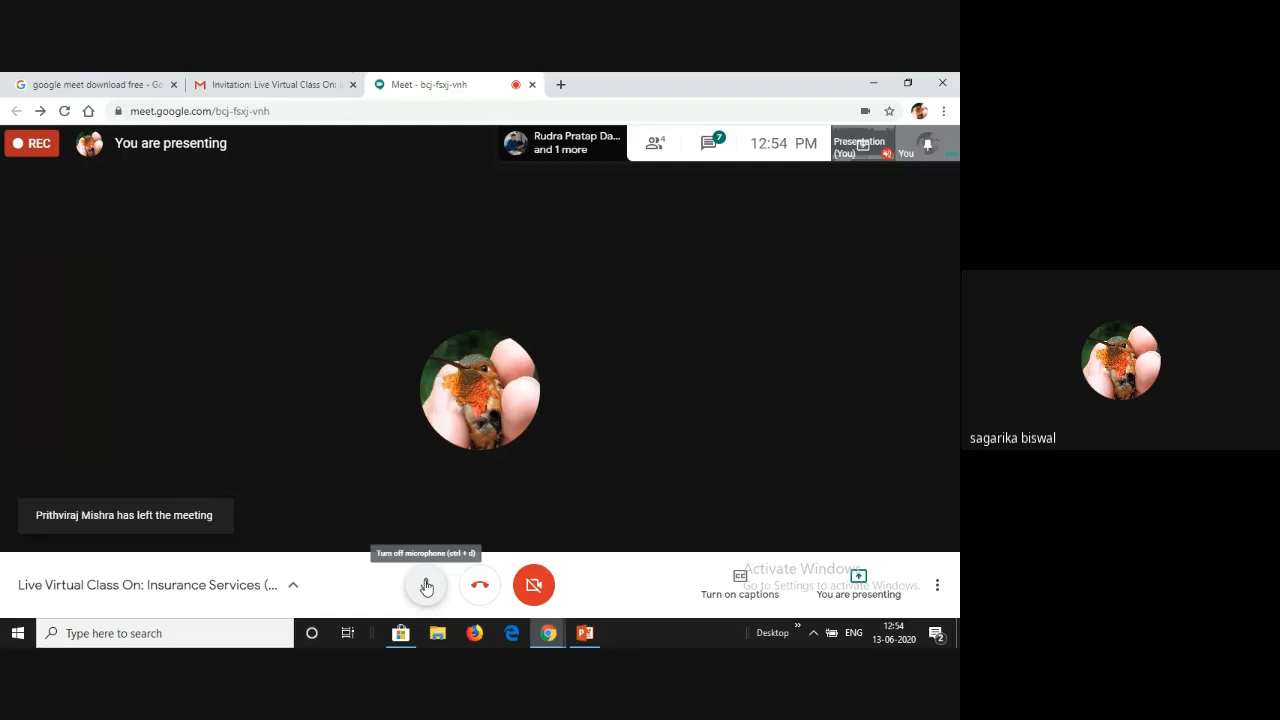 google meet download free - Go
Invitation: Live Virtual Class On: I
Meet - bcj-fsxj-vnh
meet.google.com/bcj-fsxj-vnh
REC
You are presenting
Rudra Pratap Da...
and 1 more
4
7
12:54 PM
Presentation
(You)
You
sagarika biswal
Prithviraj Mishra has left the meeting
Turn off microphone (ctrl + d)
Live Virtual Class On: Insurance Services (...
Activate Windows
Go to Settings to activate Windows.
Turn on captions
You are presenting
Type here to search
Desktop
ENG
12:54
13-06-2020
2